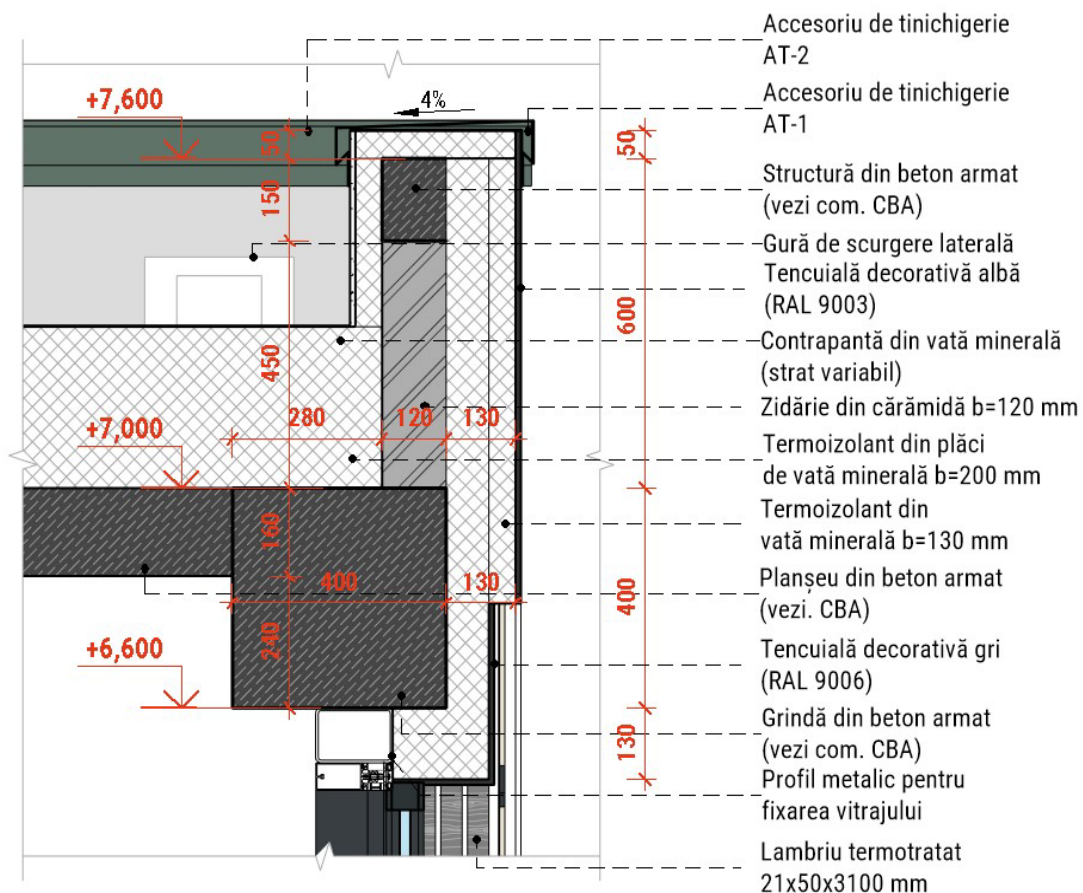 Accesoriu de tinichigerie
AT-2
Accesoriu de tinichigerie
AT-1
Structură din beton armat
(vezi com. CBA)
Gură de scurgere laterală
Tencuială decorativă albă
(RAL 9003)
Contrapantă din vată minerală
(strat variabil)
Zidărie din cărămidă b=120 mm
Termoizolant din plăci
de vată minerală b=200 mm
Termoizolant din
vată minerală b=130 mm
Planșeu din beton armat
(vezi. CBA)
Tencuială decorativă gri
(RAL 9006)
Grindă din beton armat
(vezi com. CBA)
Profil metalic pentru
fixarea vitrajului
Lambriu termotratat
21x50x3100 mm
+7,600
4%
50
50
150
450
600
280
120
130
+7,000
160
400
130
400
240
+6,600
130